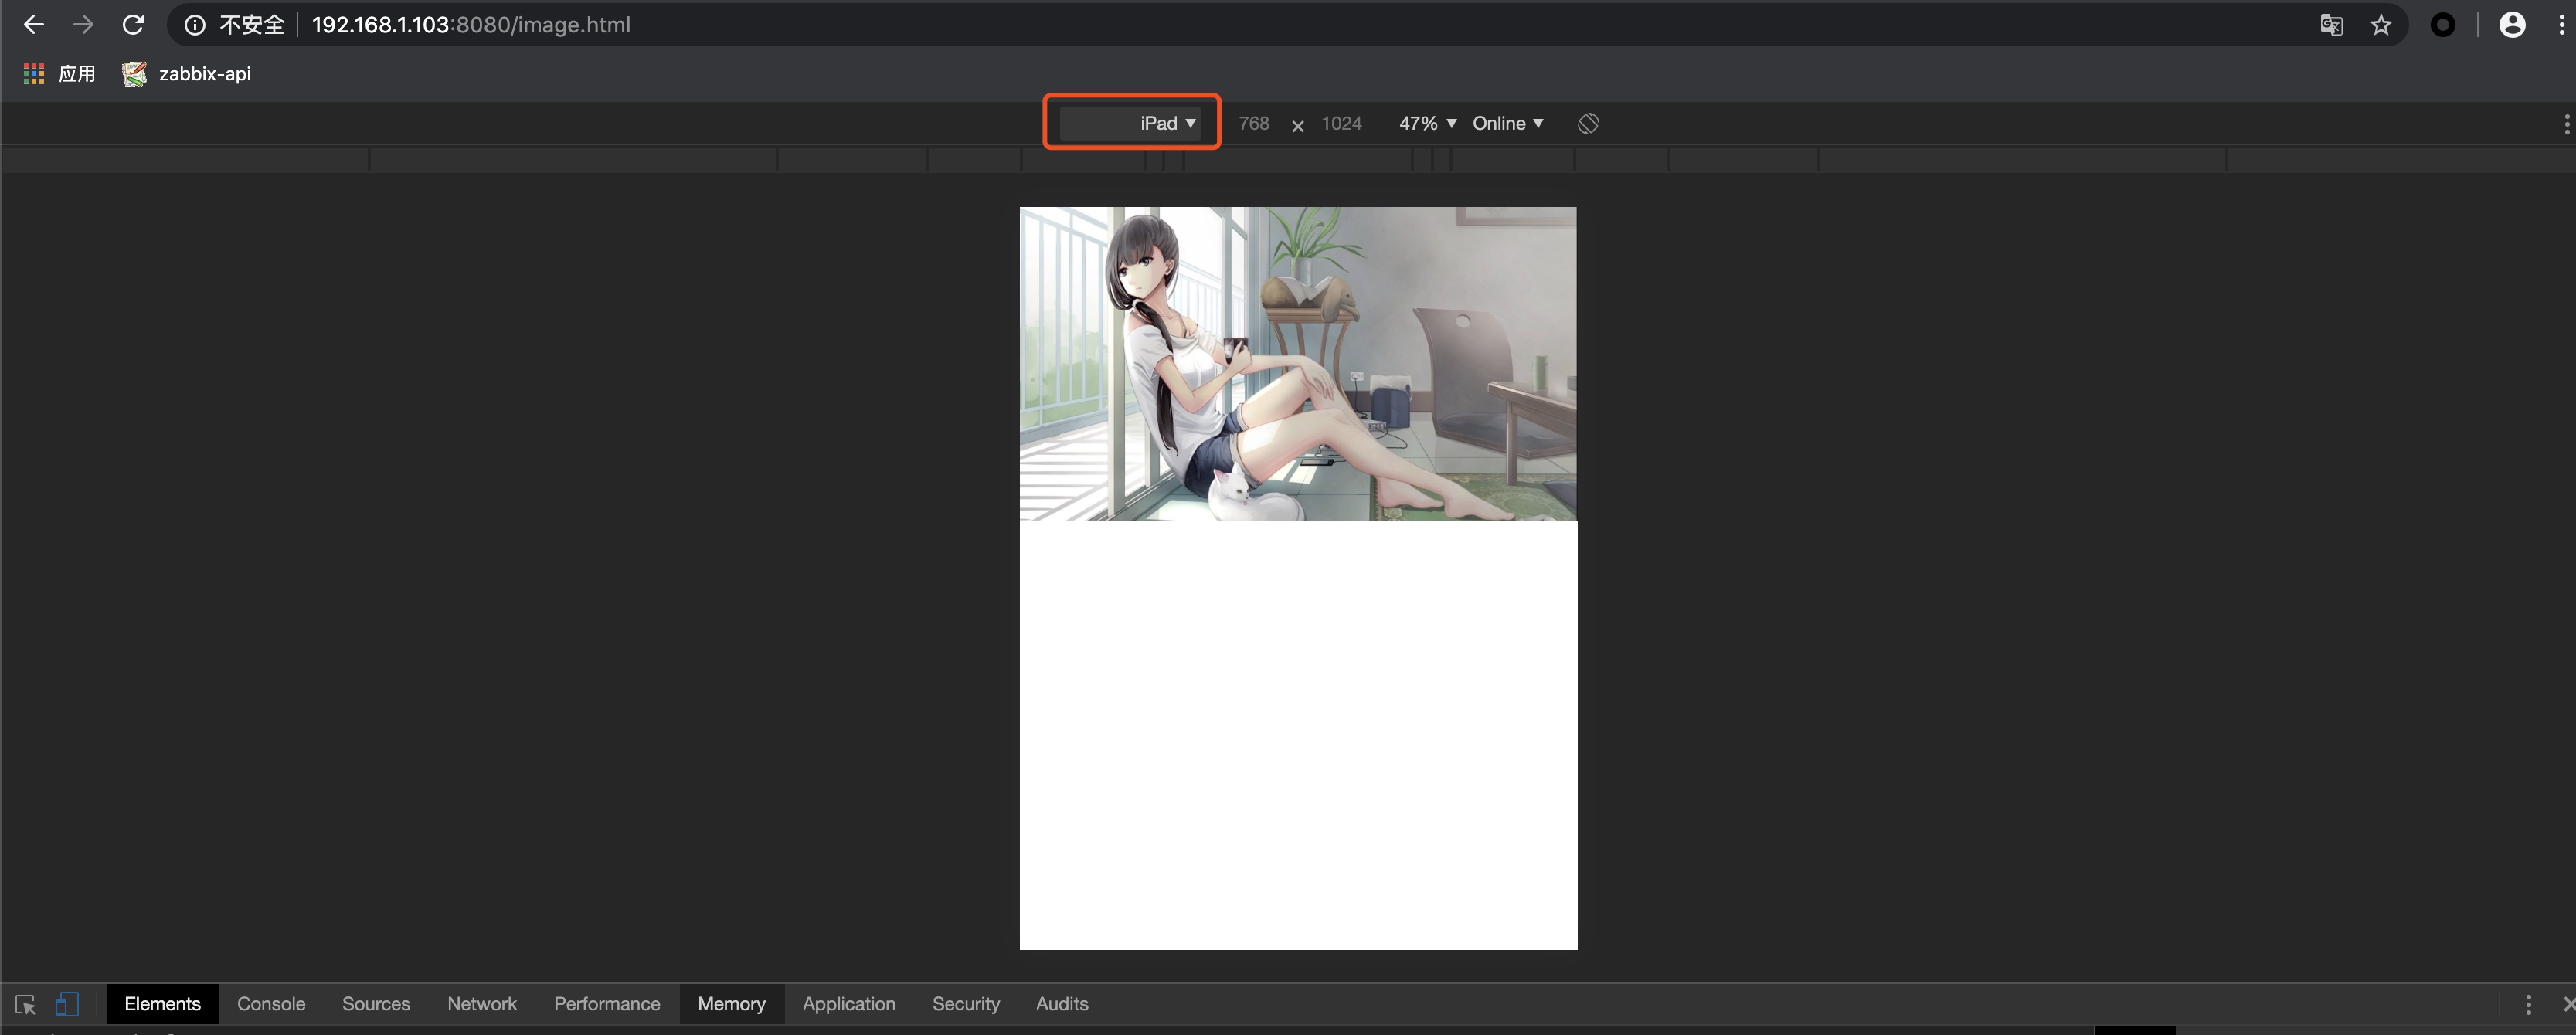 不安全 192.168.1.103:8080/image.html
应用 zabbix-api
iPad ▼ 768 × 1024 47% ▼ Online ▼
Elements Console Sources Network Performance Memory Application Security Audits